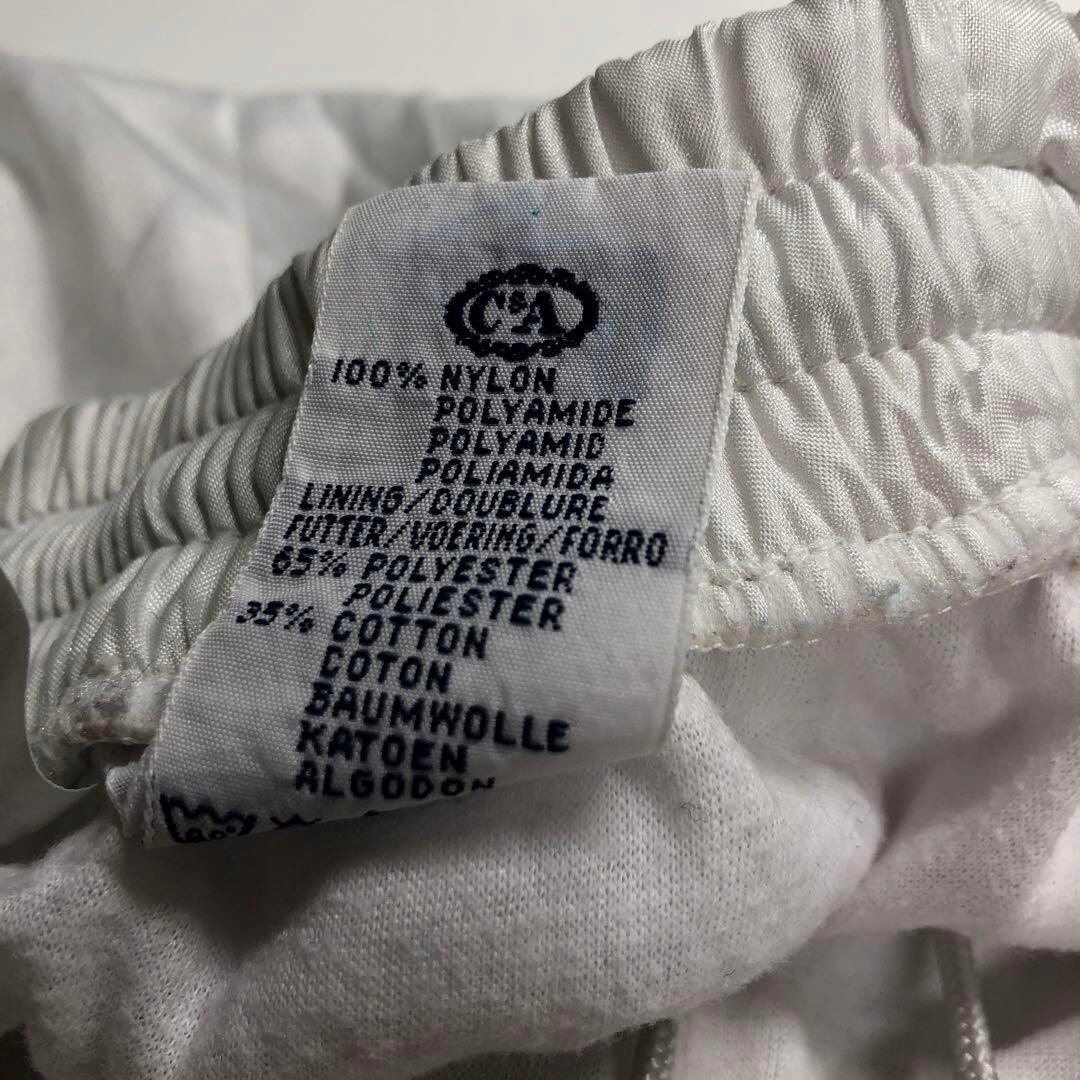 C&A
100% NYLON
POLYAMIDE
POLYAMID
POLIAMIDA
LINING/DOUBLURE
FUTTER/VOERING/FORRO
65% POLYESTER
POLIESTER
35% COTTON
COTON
BAUMWOLLE
KATOEN
ALGODON